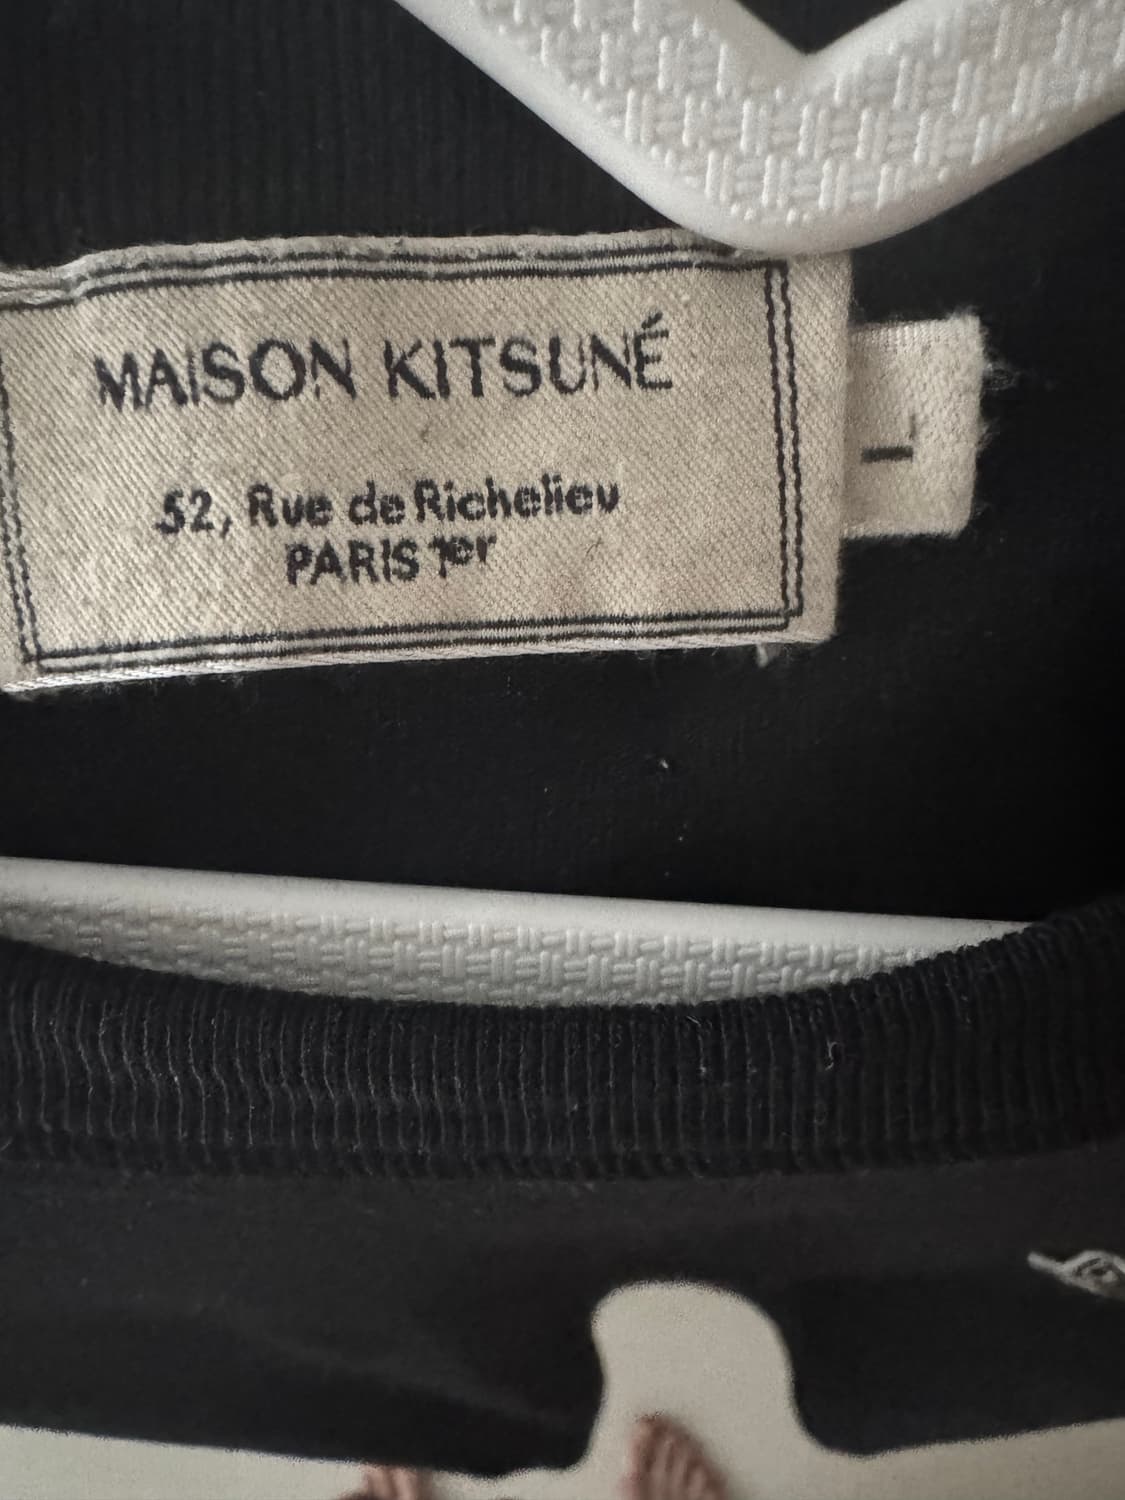 MAISON KITSUNÉ
52, Rue de Richelieu
PARIS 1er
L